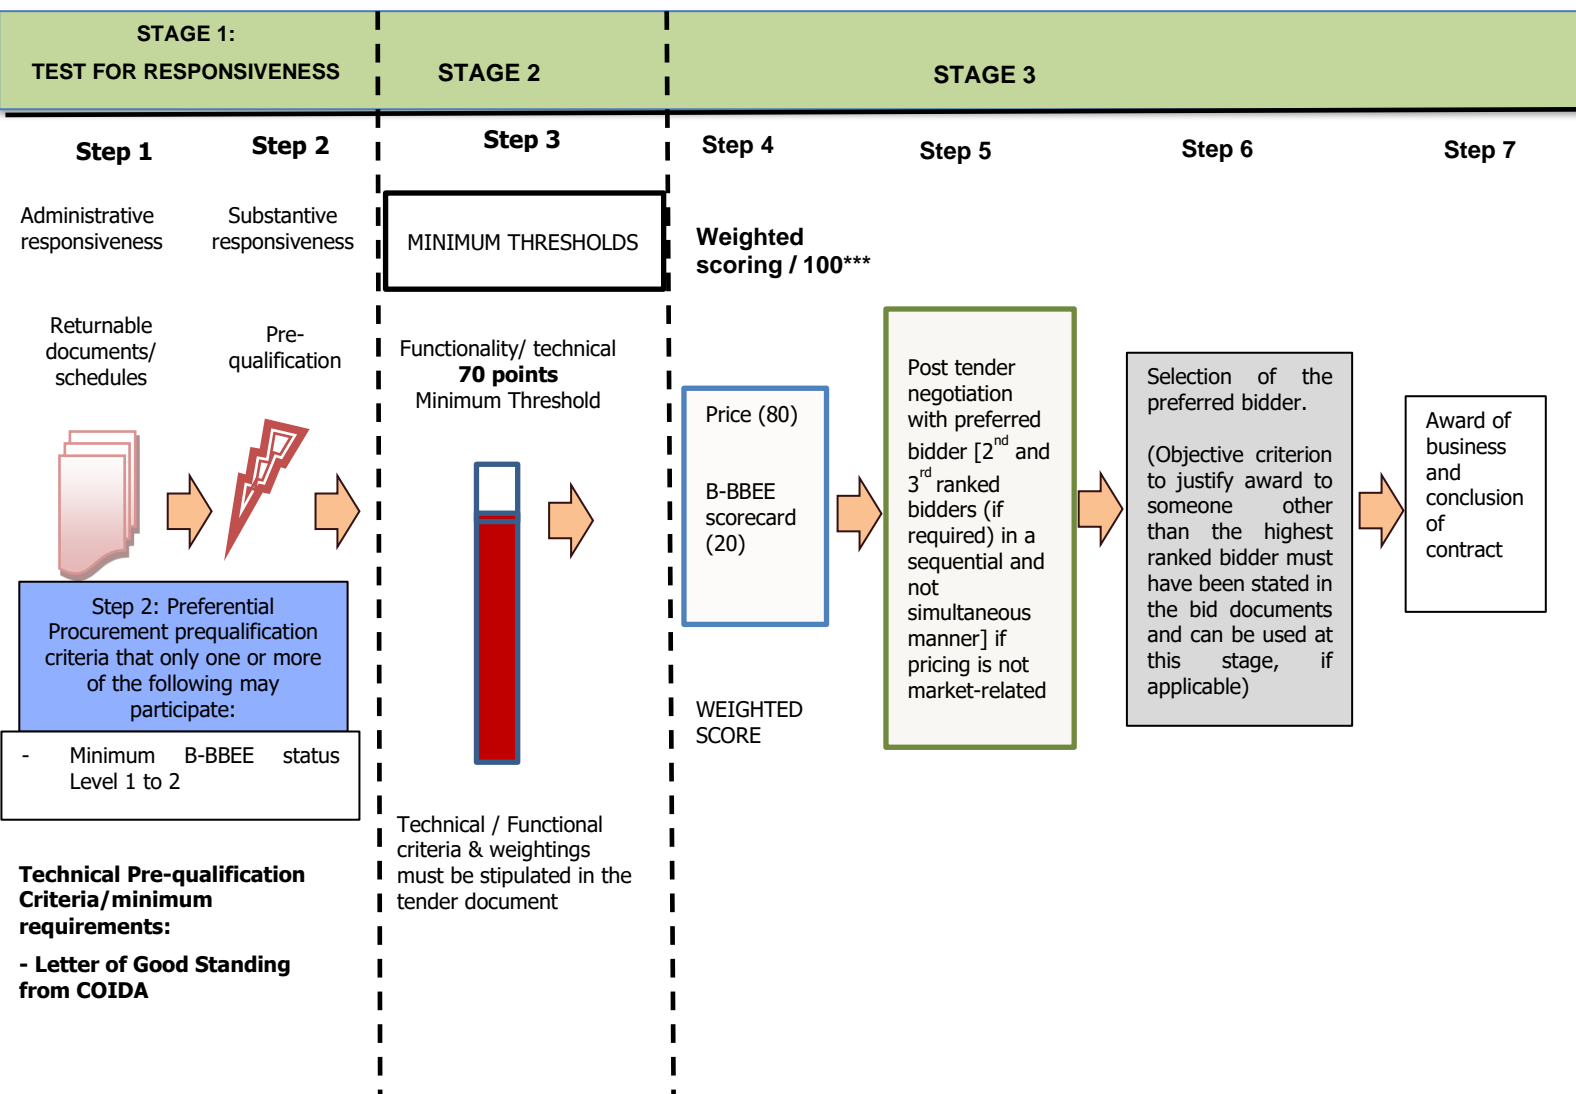 STAGE 1:
TEST FOR RESPONSIVENESS
STAGE 2
STAGE 3
Step 1
Step 2
Step 3
Step 4
Step 5
Step 6
Step 7
Administrative
responsiveness
Substantive
responsiveness
MINIMUM THRESHOLDS
Weighted
scoring / 100***
Returnable
documents/
schedules
Pre-
qualification
Functionality/ technical
70 points
Minimum Threshold
Price (80)
B-BBEE
scorecard
(20)
Post tender
negotiation
with preferred
bidder [2nd and
3rd ranked
bidders (if
required) in a
sequential and
not
simultaneous
manner] if
pricing is not
market-related
Selection of the
preferred bidder.
(Objective criterion
to justify award to
someone other
than the highest
ranked bidder must
have been stated in
the bid documents
and can be used at
this stage, if
applicable)
Award of
business
and
conclusion
of
contract
Step 2: Preferential
Procurement prequalification
criteria that only one or more
of the following may
participate:
- Minimum B-BBEE status
Level 1 to 2
WEIGHTED
SCORE
Technical / Functional
criteria & weightings
must be stipulated in the
tender document
Technical Pre-qualification
Criteria/minimum
requirements:
- Letter of Good Standing
from COIDA